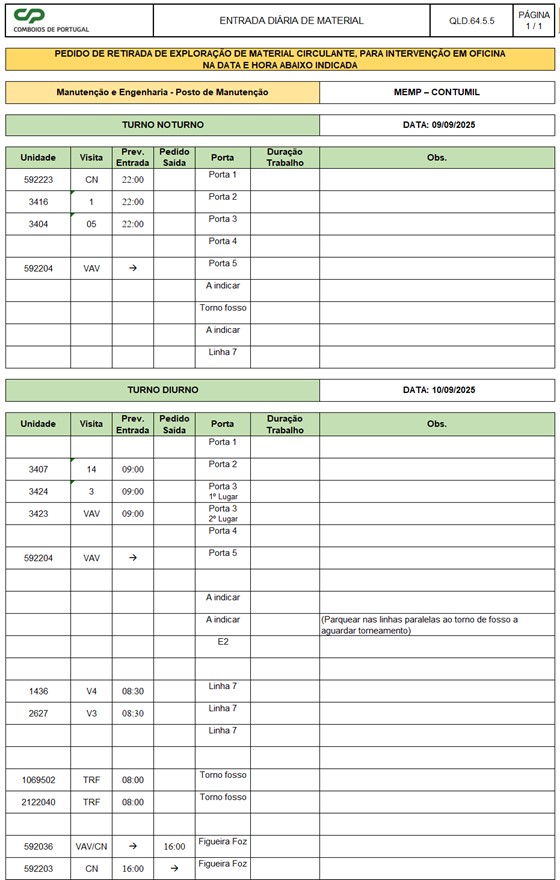 CP
COMBOIOS DE PORTUGAL
ENTRADA DIÁRIA DE MATERIAL
QLD.64.5.5
PÁGINA
1 / 1
PEDIDO DE RETIRADA DE EXPLORAÇÃO DE MATERIAL CIRCULANTE, PARA INTERVENÇÃO EM OFICINA
NA DATA E HORA ABAIXO INDICADA
Manutenção e Engenharia - Posto de Manutenção MEMP – CONTUMIL
TURNO NOTURNO DATA: 09/09/2025
Unidade Visita Prev. Entrada Pedido Saída Porta Duração Trabalho Obs.
592223 CN 22:00 Porta 1
3416 1 22:00 Porta 2
3404 05 22:00 Porta 3
Porta 4
592204 VAV → Porta 5
A indicar
Torno fosso
A indicar
Linha 7
TURNO DIURNO DATA: 10/09/2025
Unidade Visita Prev. Entrada Pedido Saída Porta Duração Trabalho Obs.
Porta 1
3407 14 09:00 Porta 2
3424 3 09:00 Porta 3 1º Lugar
3423 VAV 09:00 Porta 3 2º Lugar
Porta 4
592204 VAV → Porta 5
A indicar
A indicar (Parquear nas linhas paralelas ao torno de fosso a
aguardar torneamento)
E2
1436 V4 08:30 Linha 7
2627 V3 08:30 Linha 7
Linha 7
1069502 TRF 08:00 Torno fosso
2122040 TRF 08:00 Torno fosso
592036 VAV/CN → 16:00 Figueira Foz
592203 CN 16:00 → Figueira Foz